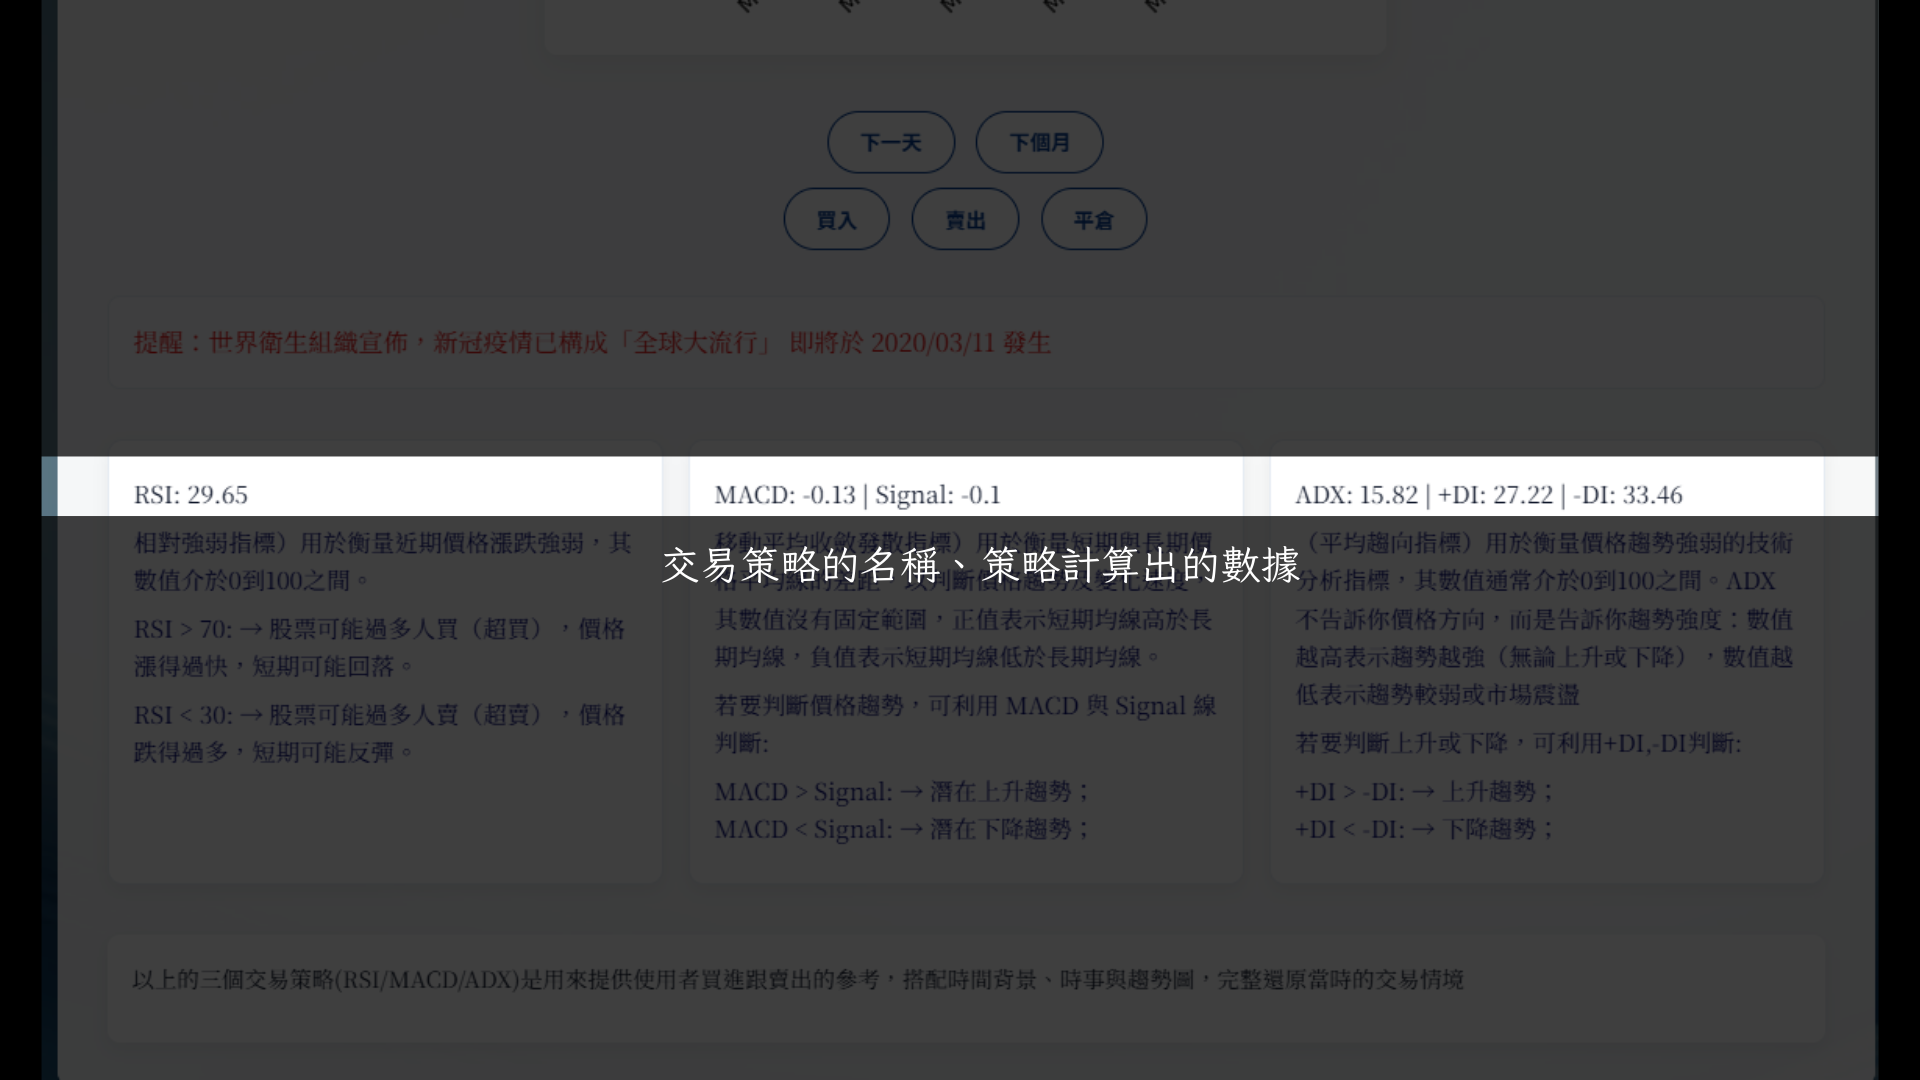 下一天 下個月
買入 賣出 平倉
提醒：世界衛生組織宣佈，新冠疫情已構成「全球大流行」 即將於 2020/03/11 發生
RSI: 29.65
相對強弱指標）用於衡量近期價格漲跌強弱，其
數值介於0到100之間。
RSI > 70: → 股票可能過多人買（超買），價格
漲得過快，短期可能回落。
RSI < 30: → 股票可能過多人賣（超賣），價格
跌得過多，短期可能反彈。
MACD: -0.13 | Signal: -0.1
移動平均收斂發散指標）用於衡量短期與長期價
格平均線的差距，以判斷價格趨勢及變化速度，
其數值沒有固定範圍，正值表示短期均線高於長
期均線，負值表示短期均線低於長期均線。
若要判斷價格趨勢，可利用 MACD 與 Signal 線
判斷:
MACD > Signal: → 潛在上升趨勢；
MACD < Signal: → 潛在下降趨勢；
ADX: 15.82 | +DI: 27.22 | -DI: 33.46
（平均趨向指標）用於衡量價格趨勢強弱的技術
分析指標，其數值通常介於0到100之間。ADX
不告訴你價格方向，而是告訴你趨勢強度：數值
越高表示趨勢越強（無論上升或下降），數值越
低表示趨勢較弱或市場震盪
若要判斷上升或下降，可利用+DI,-DI判斷:
+DI > -DI: → 上升趨勢；
+DI < -DI: → 下降趨勢；
交易策略的名稱、策略計算出的數據
以上的三個交易策略(RSI/MACD/ADX)是用來提供使用者買進跟賣出的參考，搭配時間背景、時事與趨勢圖，完整還原當時的交易情境